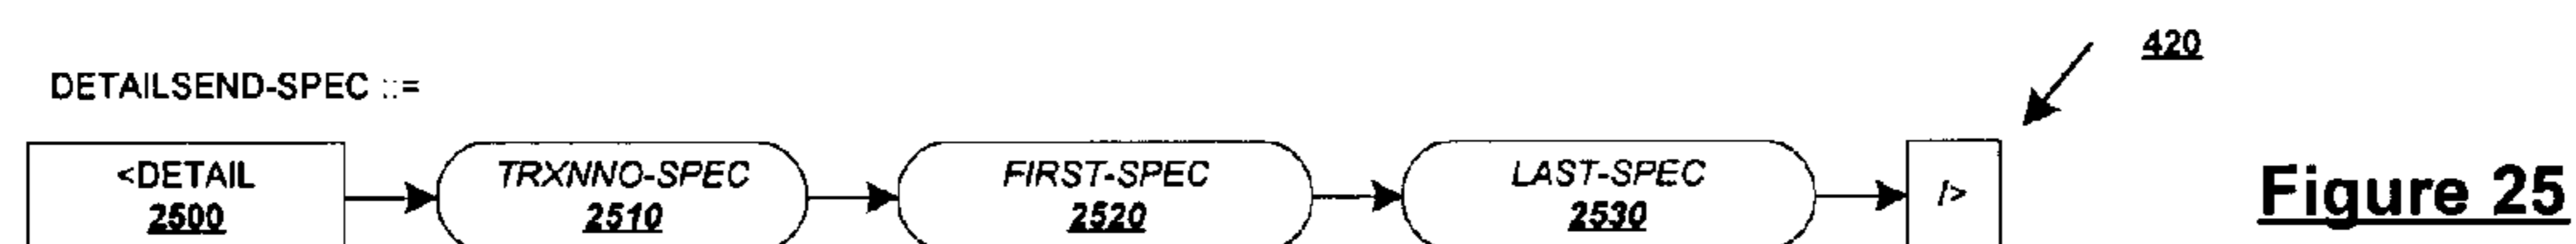 420
DETAILSEND-SPEC ::=
<DETAIL
2500
TRXNNO-SPEC
2510
FIRST-SPEC
2520
LAST-SPEC
2530
/>
Figure 25